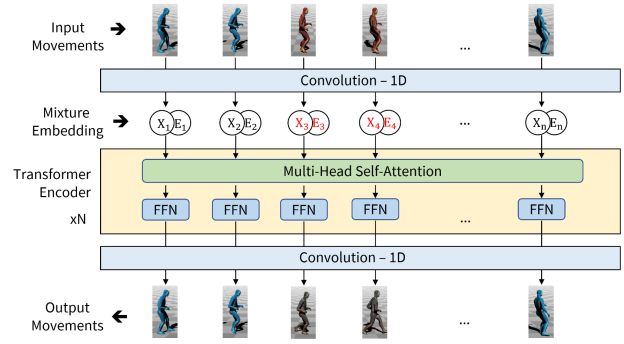 Input
Movements ➔
...
Convolution – 1D
Mixture
Embedding ➔
X₁ E₁ X₂ E₂ X₃ E₃ X₄ E₄ ... Xₙ Eₙ
Transformer
Encoder
xN
Multi-Head Self-Attention
FFN FFN FFN FFN ... FFN
Convolution – 1D
Output
Movements
...